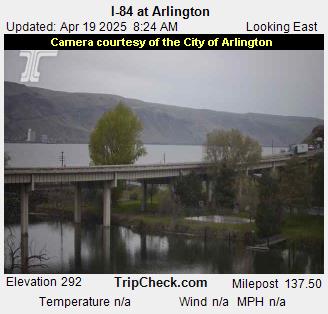 I-84 at Arlington
Updated: Apr 19 2025 8:24 AM Looking East
Camera courtesy of the City of Arlington
Elevation 292 TripCheck.com Milepost 137.50
Temperature n/a Wind n/a MPH n/a